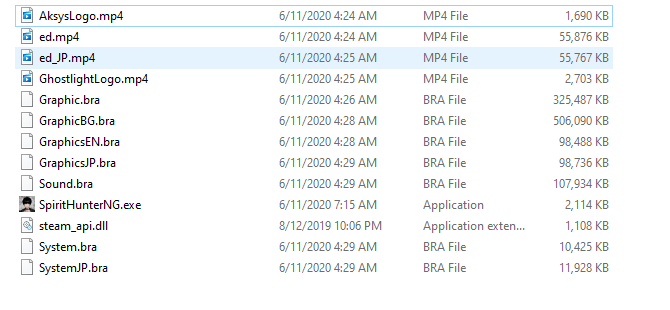 AksysLogo.mp4 6/11/2020 4:24 AM MP4 File 1,690 KB
ed.mp4 6/11/2020 4:24 AM MP4 File 55,876 KB
ed_JP.mp4 6/11/2020 4:25 AM MP4 File 55,767 KB
GhostlightLogo.mp4 6/11/2020 4:25 AM MP4 File 2,703 KB
Graphic.bra 6/11/2020 4:26 AM BRA File 325,487 KB
GraphicBG.bra 6/11/2020 4:28 AM BRA File 506,090 KB
GraphicsEN.bra 6/11/2020 4:28 AM BRA File 98,488 KB
GraphicsJP.bra 6/11/2020 4:29 AM BRA File 98,736 KB
Sound.bra 6/11/2020 4:29 AM BRA File 107,934 KB
SpiritHunterNG.exe 6/11/2020 7:15 AM Application 2,114 KB
steam_api.dll 8/12/2019 10:06 PM Application exten... 1,108 KB
System.bra 6/11/2020 4:29 AM BRA File 10,425 KB
SystemJP.bra 6/11/2020 4:29 AM BRA File 11,928 KB